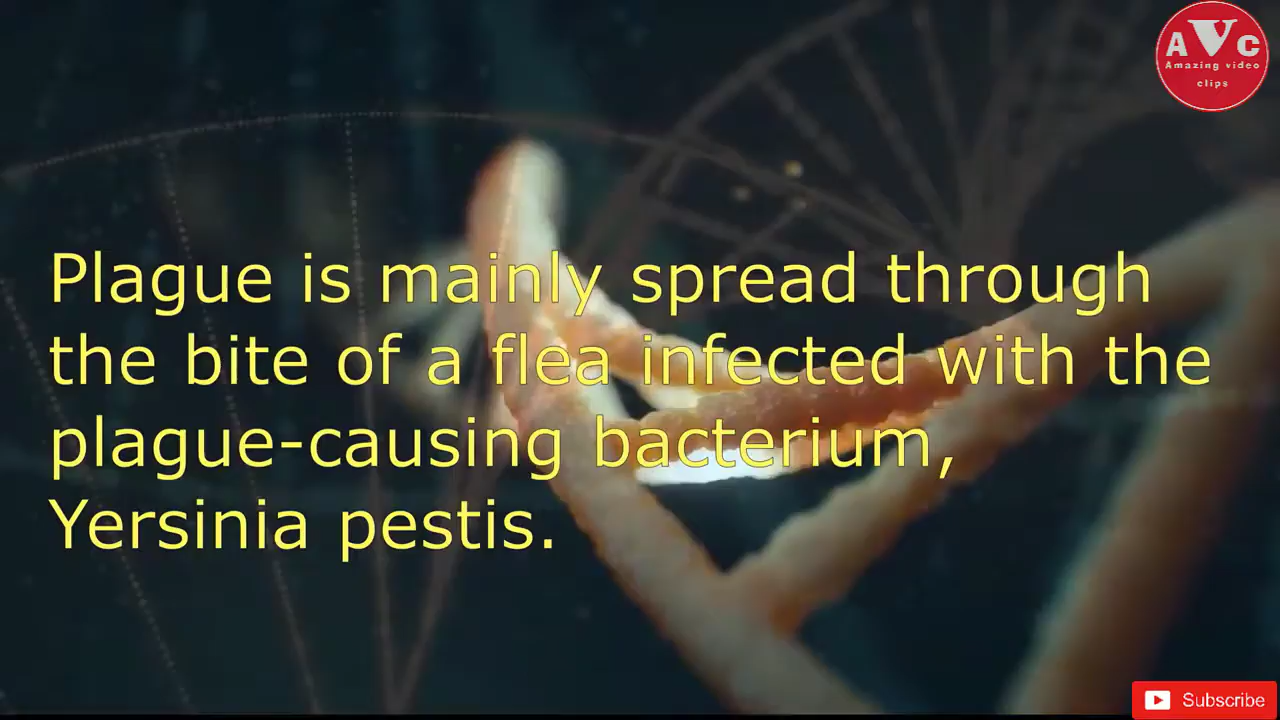 A V C
Amazing video
clips
Plague is mainly spread through
the bite of a flea infected with the
plague-causing bacterium,
Yersinia pestis.
Subscribe